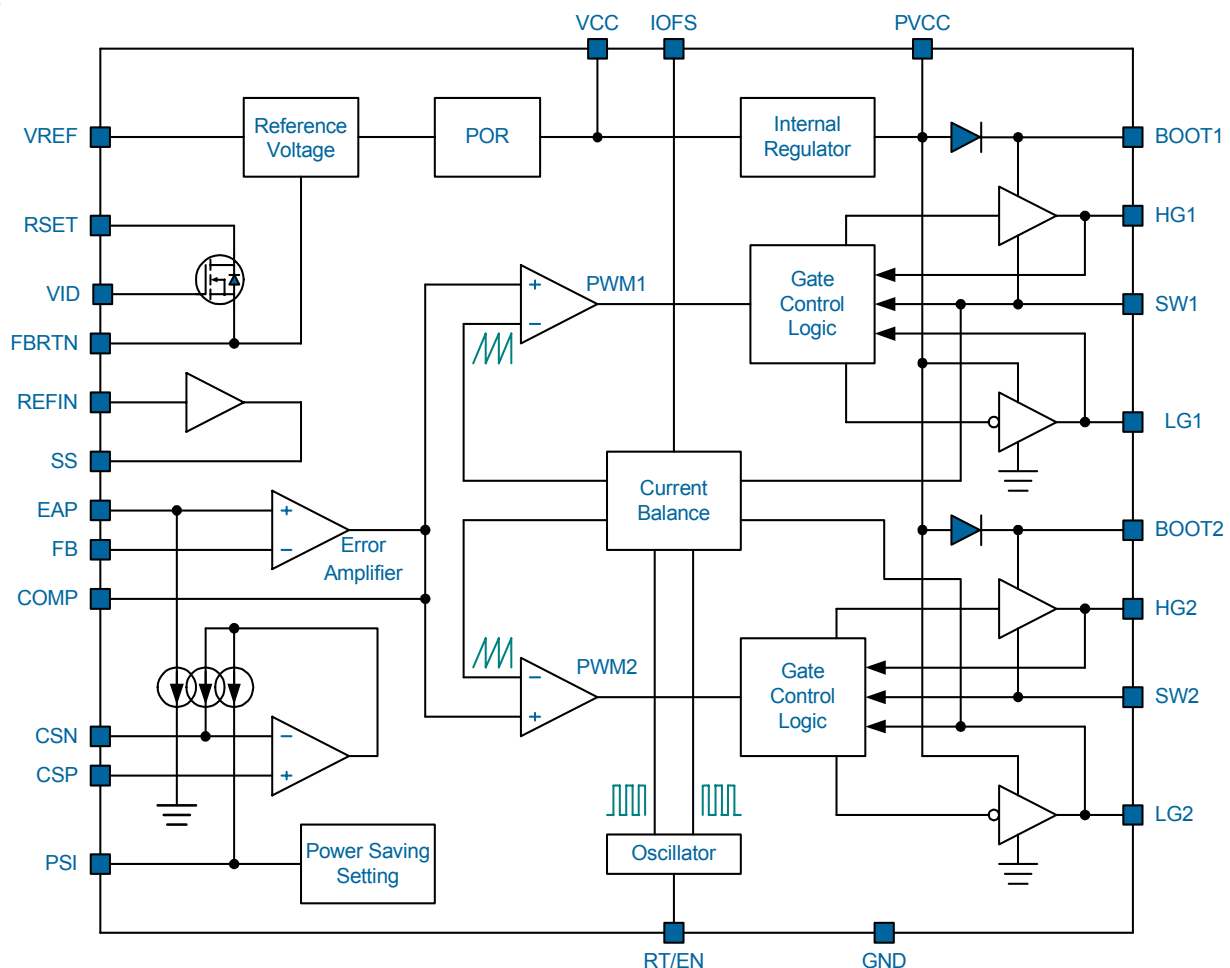 VCC
IOFS
PVCC
VREF
Reference
Voltage
POR
Internal
Regulator
BOOT1
RSET
HG1
VID
+
PWM1
−
Gate
Control
Logic
SW1
FBRTN
REFIN
LG1
SS
Current
Balance
EAP
+
FB
−
Error
Amplifier
BOOT2
COMP
HG2
−
PWM2
+
Gate
Control
Logic
SW2
CSN
−
CSP
+
LG2
PSI
Power Saving
Setting
Oscillator
RT/EN
GND